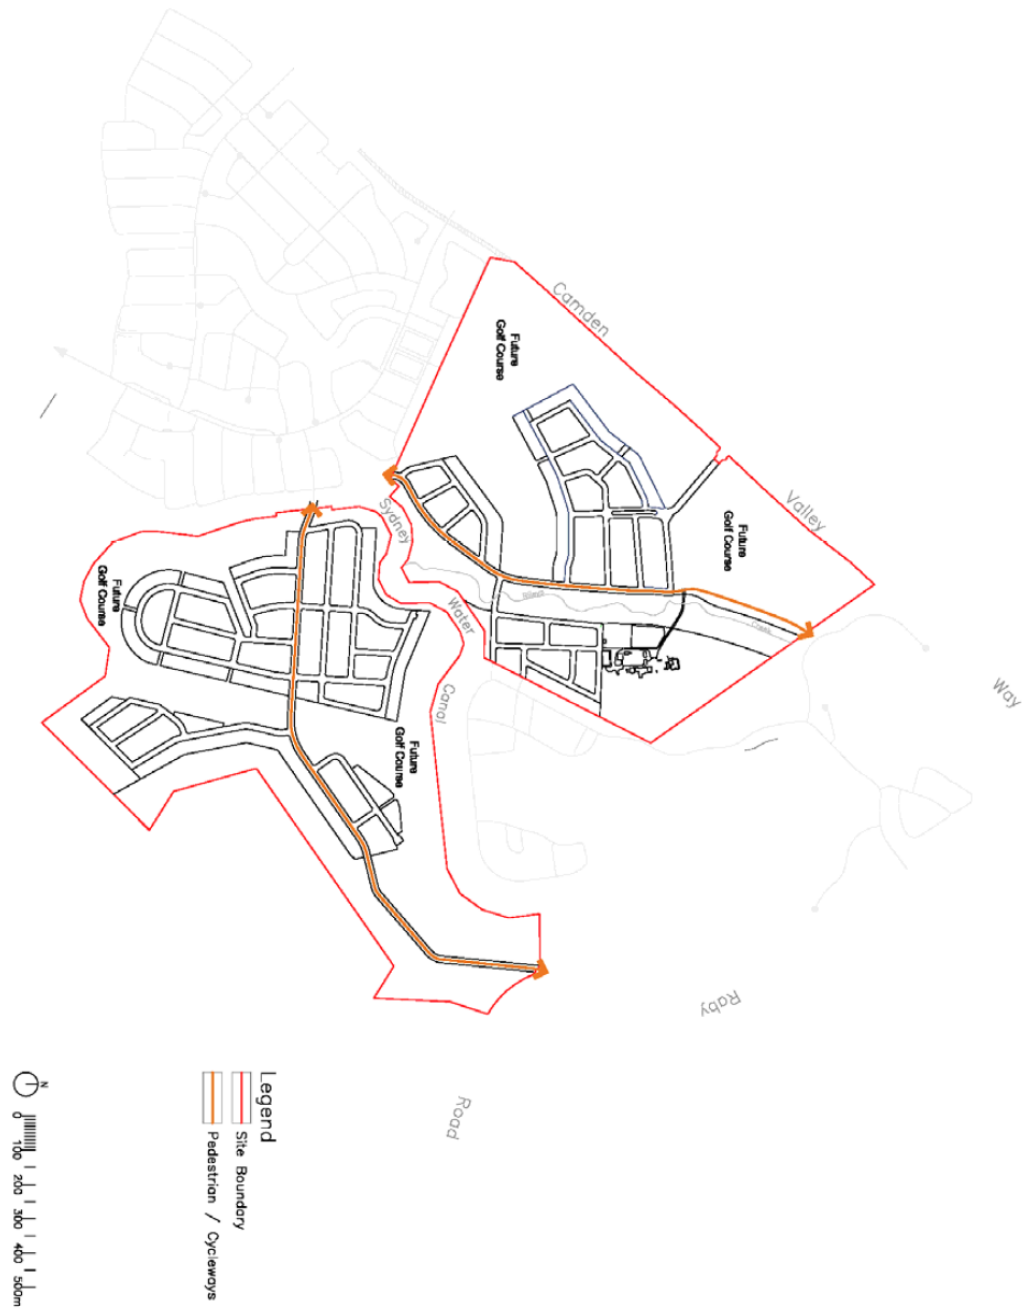 Camden
Valley
Way
Future
Golf Course
Future
Golf Course
Sydney
Water
Canal
Creek
Future
Golf Course
Future
Golf Course
Raby
Road
Legend
Site Boundary
Pedestrian / Cycleways
N
0 100 200 300 400 500m